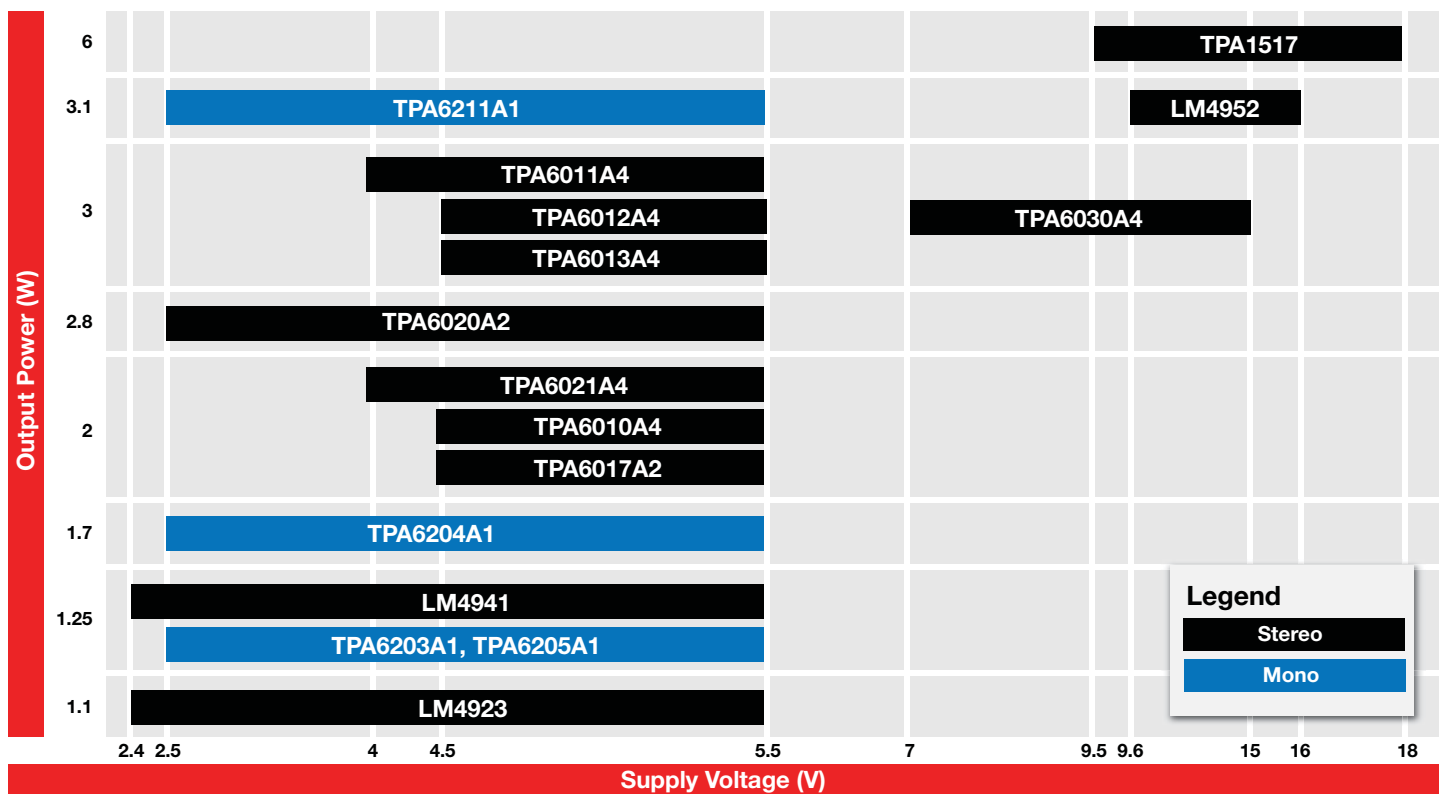 Output Power (W)
6
TPA1517
3.1
TPA6211A1
LM4952
3
TPA6011A4
TPA6012A4
TPA6030A4
TPA6013A4
2.8
TPA6020A2
2
TPA6021A4
TPA6010A4
TPA6017A2
1.7
TPA6204A1
1.25
LM4941
TPA6203A1, TPA6205A1
1.1
LM4923
Legend
Stereo
Mono
2.4 2.5 4 4.5 5.5 7 9.5 9.6 15 16 18
Supply Voltage (V)